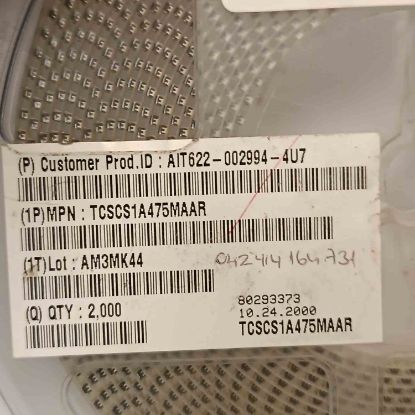 (P) Customer Prod.ID : AIT622-002994-4U7
(1P)MPN : TCSCS1A475MAAR
(1T)Lot : AM3MK44
042414164731
(Q) QTY : 2,000
80293373
10.24.2000
TCSCS1A475MAAR